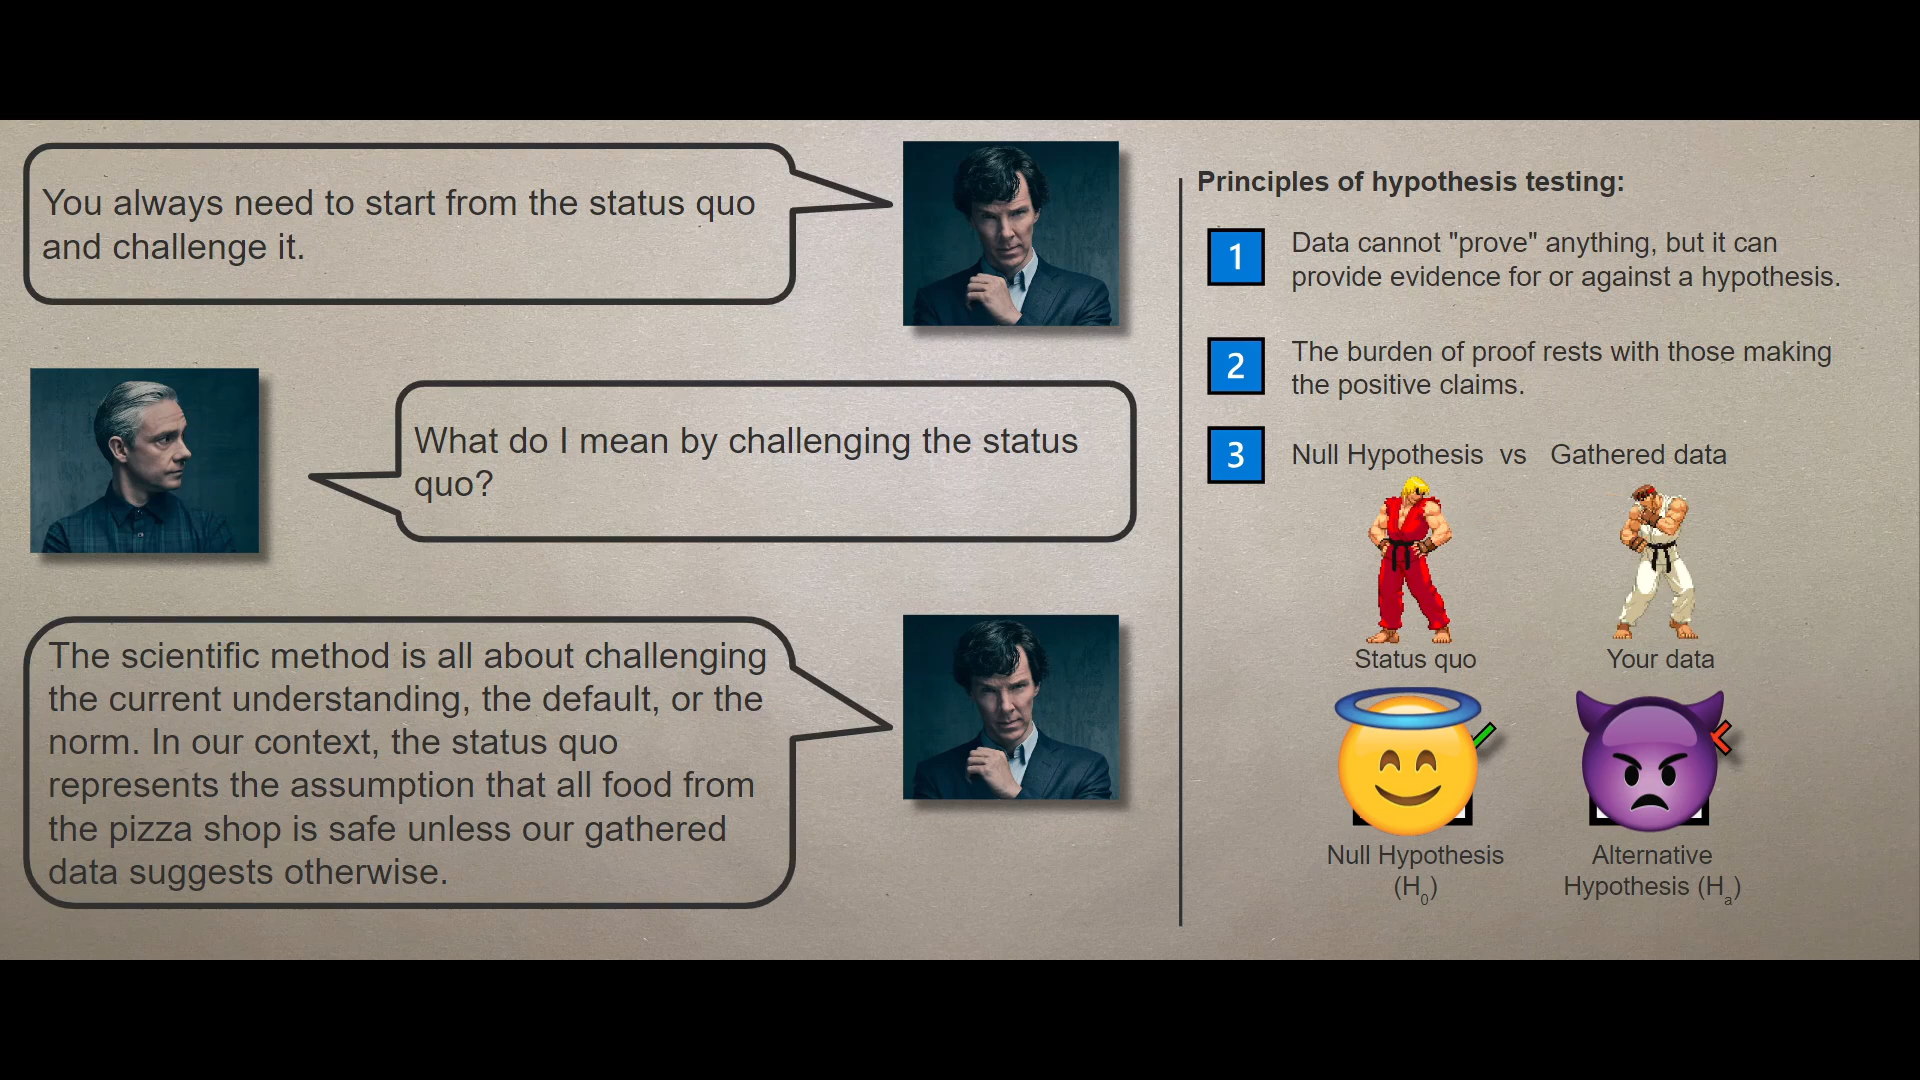 You always need to start from the status quo
and challenge it.
What do I mean by challenging the status
quo?
The scientific method is all about challenging
the current understanding, the default, or the
norm. In our context, the status quo
represents the assumption that all food from
the pizza shop is safe unless our gathered
data suggests otherwise.
Principles of hypothesis testing:
1 Data cannot "prove" anything, but it can
provide evidence for or against a hypothesis.
2 The burden of proof rests with those making
the positive claims.
3 Null Hypothesis vs Gathered data
Status quo
Your data
Null Hypothesis
(H₀)
Alternative
Hypothesis (Hₐ)